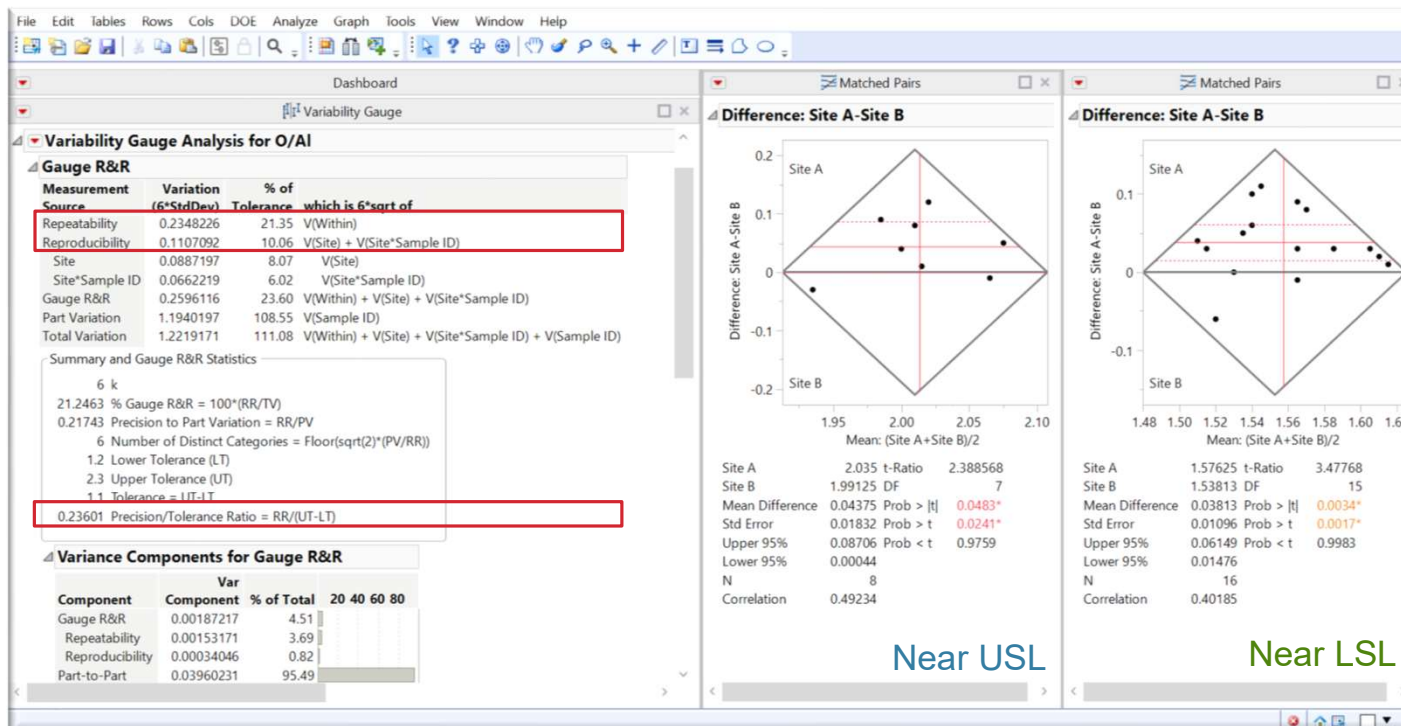 File Edit Tables Rows Cols DOE Analyze Graph Tools View Window Help
Dashboard
Variability Gauge
Variability Gauge Analysis for O/Al
Gauge R&R
Measurement Variation % of
Source (6*StdDev) Tolerance which is 6*sqrt of
Repeatability 0.2348226 21.35 V(Within)
Reproducibility 0.1107092 10.06 V(Site) + V(Site*Sample ID)
Site 0.0887197 8.07 V(Site)
Site*Sample ID 0.0662219 6.02 V(Site*Sample ID)
Gauge R&R 0.2596116 23.60 V(Within) + V(Site) + V(Site*Sample ID)
Part Variation 1.1940197 108.55 V(Sample ID)
Total Variation 1.2219171 111.08 V(Within) + V(Site) + V(Site*Sample ID) + V(Sample ID)
Summary and Gauge R&R Statistics
6 k
21.2463 % Gauge R&R = 100*(RR/TV)
0.21743 Precision to Part Variation = RR/PV
6 Number of Distinct Categories = Floor(sqrt(2)*(PV/RR))
1.2 Lower Tolerance (LT)
2.3 Upper Tolerance (UT)
1.1 Tolerance = UT-LT
0.23601 Precision/Tolerance Ratio = RR/(UT-LT)
Variance Components for Gauge R&R
Var
Component Component % of Total 20 40 60 80
Gauge R&R 0.00187217 4.51
Repeatability 0.00153171 3.69
Reproducibility 0.00034046 0.82
Part-to-Part 0.03960231 95.49
Matched Pairs
Difference: Site A-Site B
0.2
Site A
0.1
0
-0.1
-0.2
Site B
Difference: Site A-Site B
1.95 2.00 2.05 2.10
Mean: (Site A+Site B)/2
Site A 2.035 t-Ratio 2.388568
Site B 1.99125 DF 7
Mean Difference 0.04375 Prob > |t| 0.0483*
Std Error 0.01832 Prob > t 0.0241*
Upper 95% 0.08706 Prob < t 0.9759
Lower 95% 0.00044
N 8
Correlation 0.49234
Near USL
Matched Pairs
Difference: Site A-Site B
Site A
0.1
0
-0.1
Site B
Difference: Site A-Site B
1.48 1.50 1.52 1.54 1.56 1.58 1.60
Mean: (Site A+Site B)/2
Site A 1.57625 t-Ratio 3.47768
Site B 1.53813 DF 15
Mean Difference 0.03813 Prob > |t| 0.0034*
Std Error 0.01096 Prob > t 0.0017*
Upper 95% 0.06149 Prob < t 0.9983
Lower 95% 0.01476
N 16
Correlation 0.40185
Near LSL